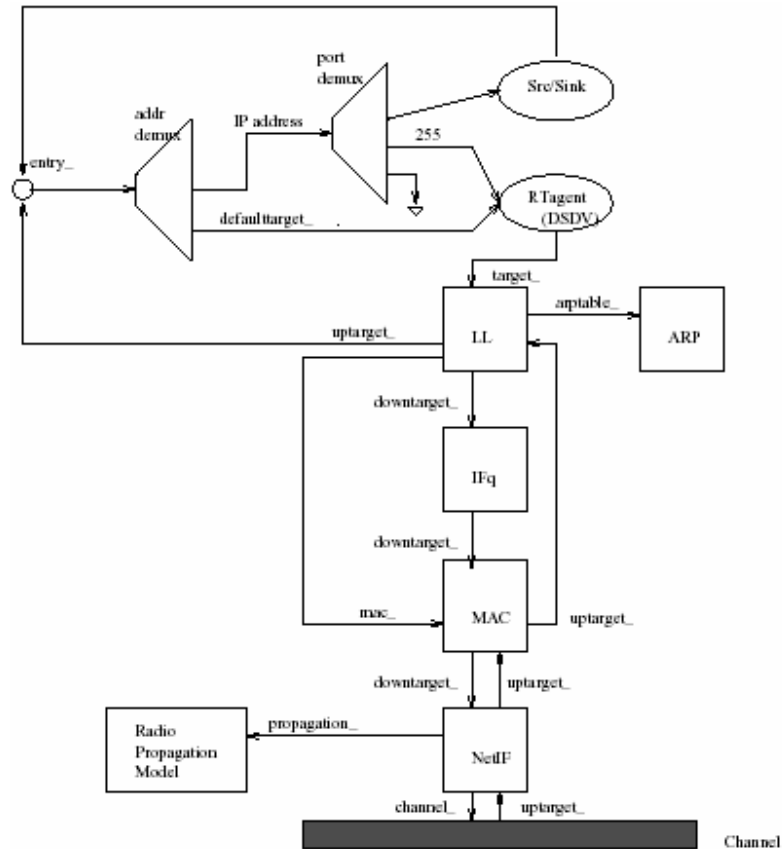 port
demux
Src/Sink
addr
demux
IP address
255
entry_
RTagent
(DSDV)
defaulttarget_
target_
arptable_
uptarget_
LL
ARP
downtarget_
IFq
downtarget_
mac_
MAC
uptarget_
downtarget_
uptarget_
propagation_
Radio
Propagation
Model
NetIF
channel_
uptarget_
Channel